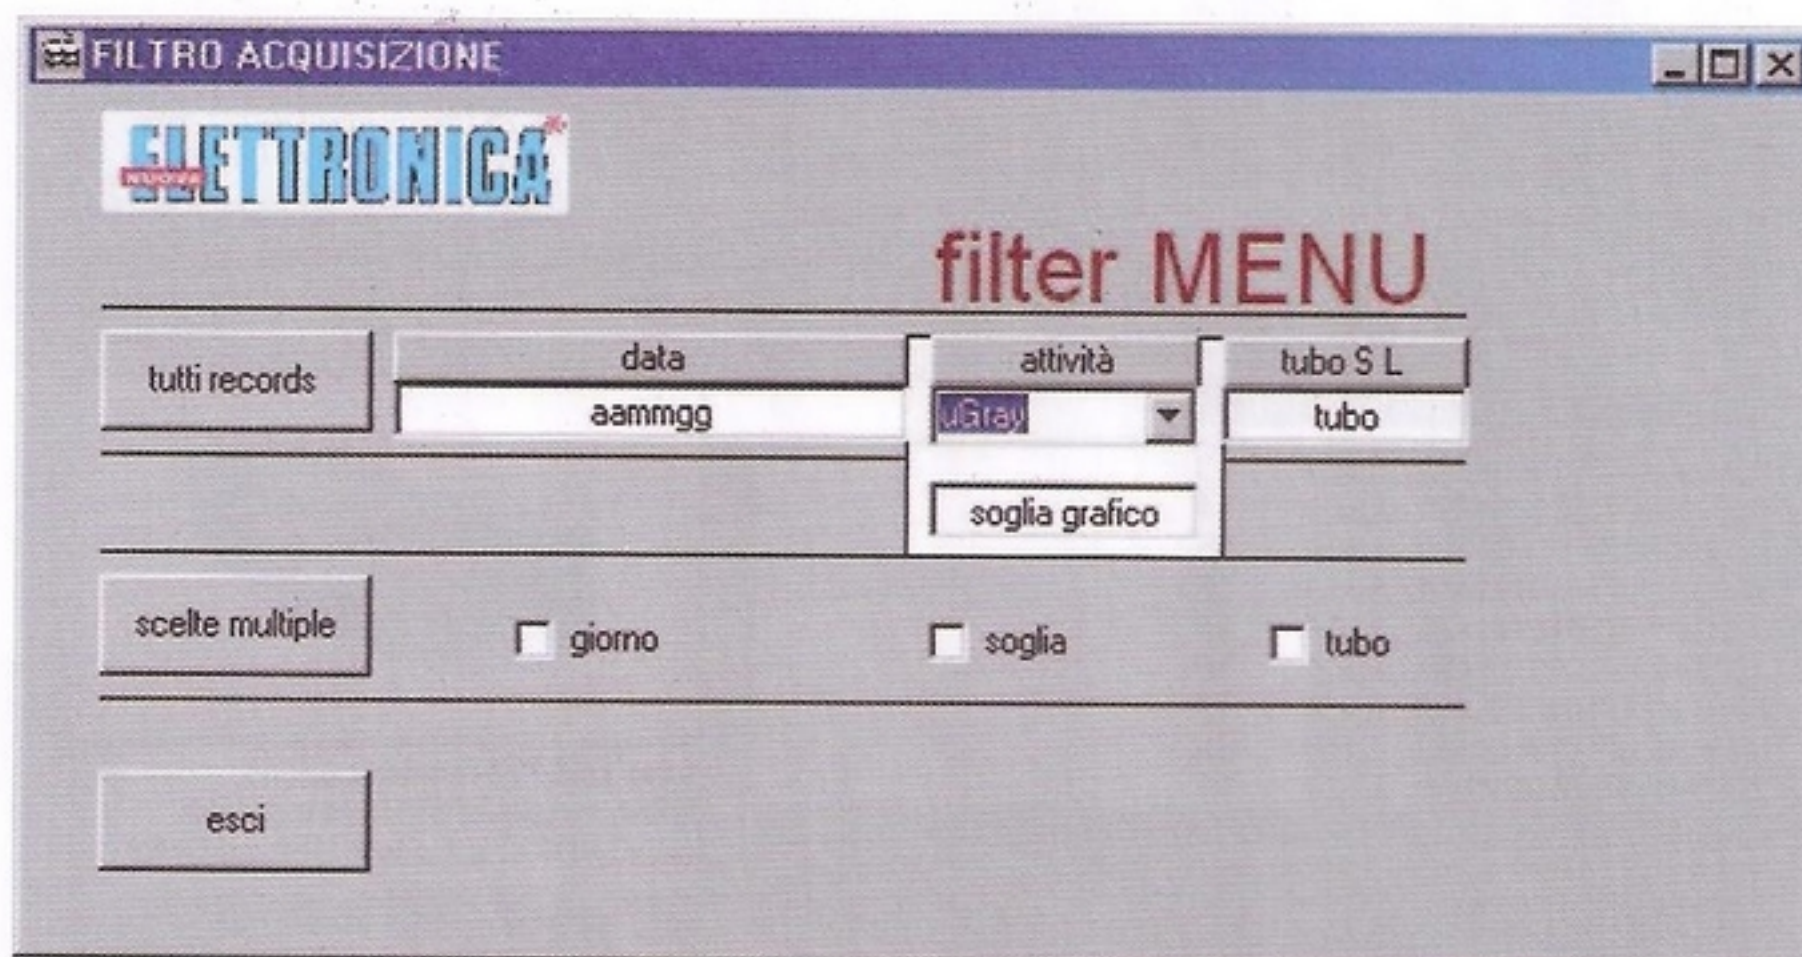 FILTRO ACQUISIZIONE
NUOVA ELETTRONICA
filter MENU
tutti records
data
attività
tubo S L
aammgg
uGray
tubo
soglia grafico
scelte multiple
giorno
soglia
tubo
esci